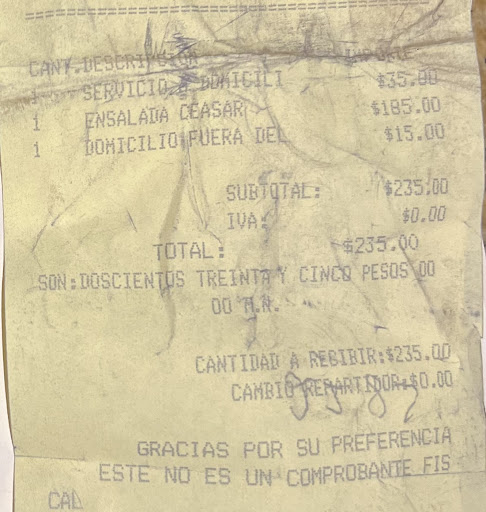 CANT.DESCRIPCION IMPORTE
1 SERVICIO A DOMICILI $35.00
1 ENSALADA CEASAR $185.00
1 DOMICILIO FUERA DEL $15.00
SUBTOTAL: $235.00
IVA: $0.00
TOTAL: $235.00
SON:DOSCIENTOS TREINTA Y CINCO PESOS 00
00 M.N.
CANTIDAD A RECIBIR:$235.00
CAMBIO REPARTIDOR:$0.00
GRACIAS POR SU PREFERENCIA
ESTE NO ES UN COMPROBANTE FIS
CAL